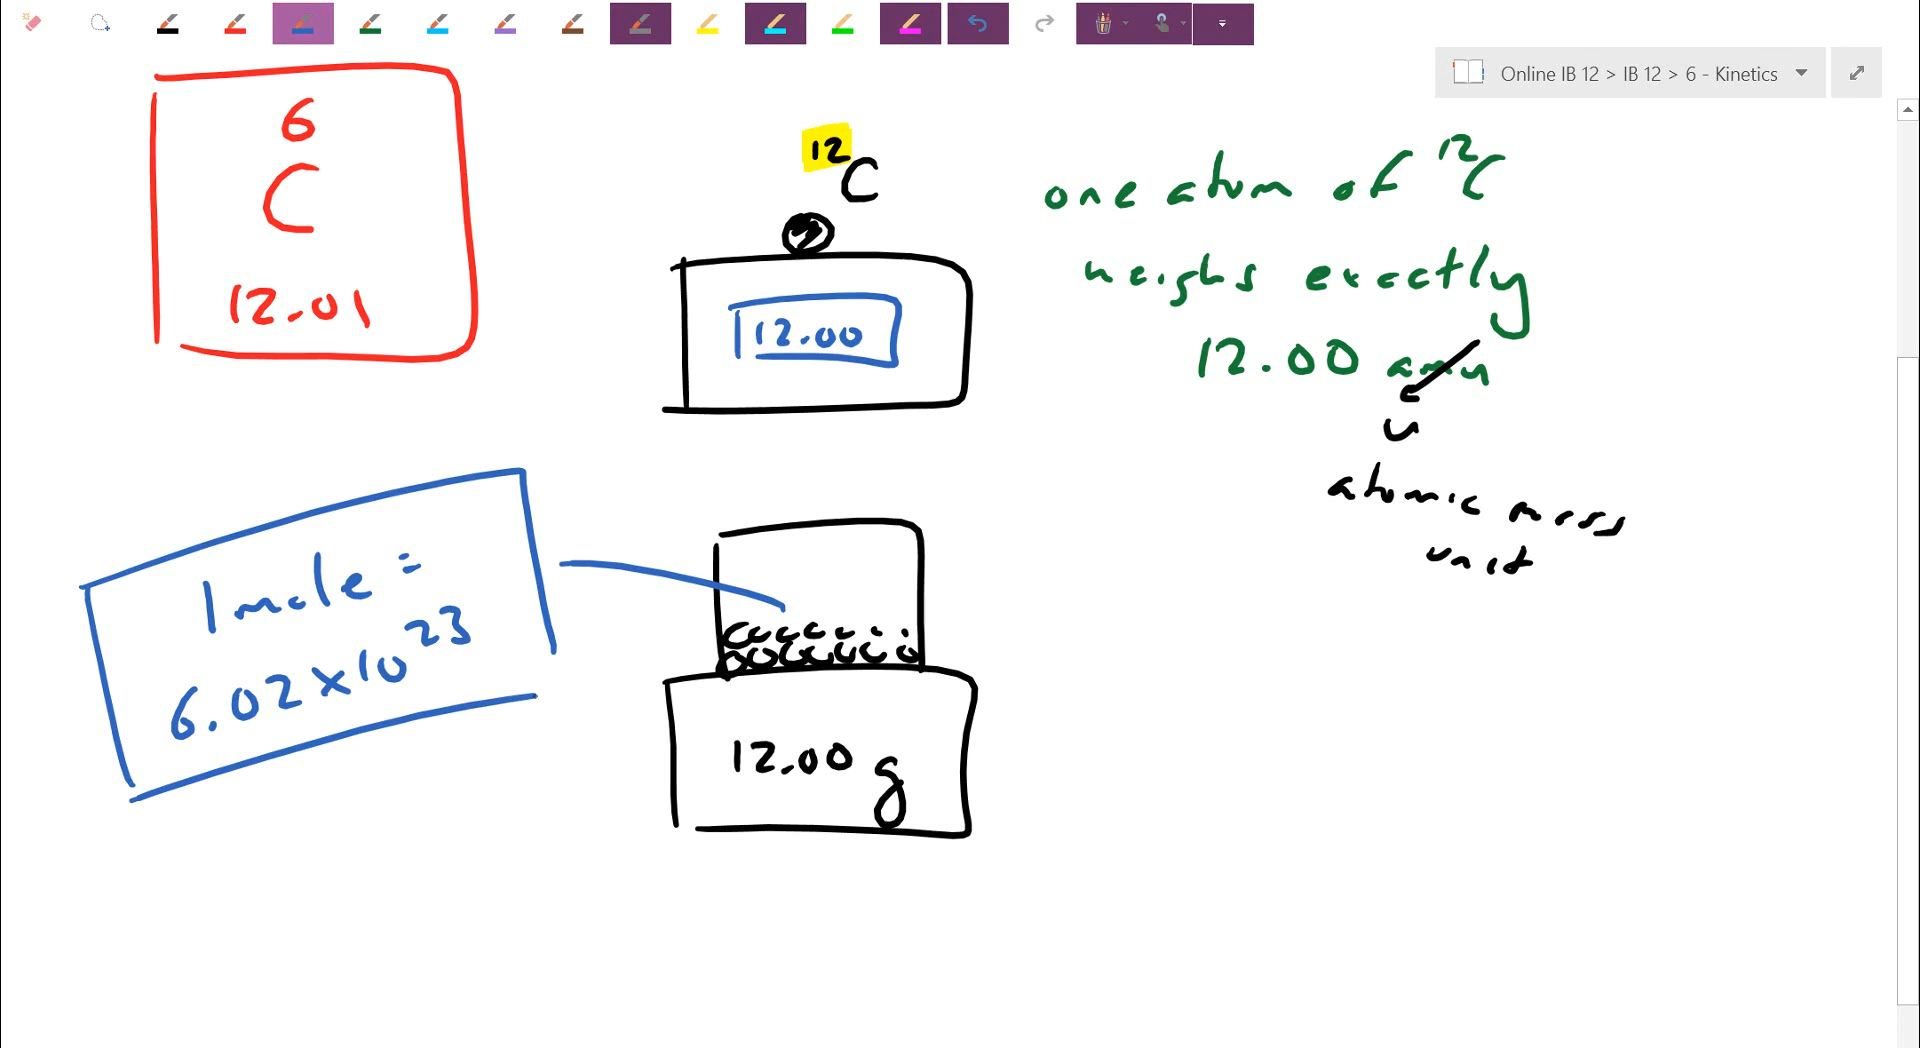 Online IB 12 > IB 12 > 6 - Kinetics
6
C
12.01
12C
12.00
one atom of 12C
weighs exactly
12.00 amu
u
atomic mass
unit
1 mole =
6.02×10 23
12.00 g